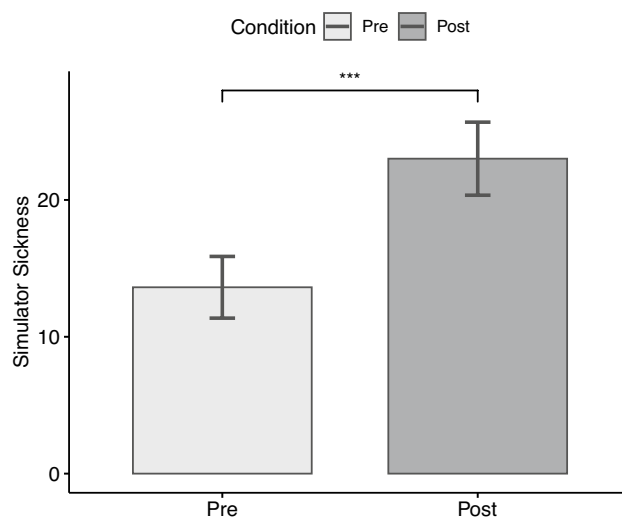 Condition Pre Post
***
Simulator Sickness
20
10
0
Pre Post